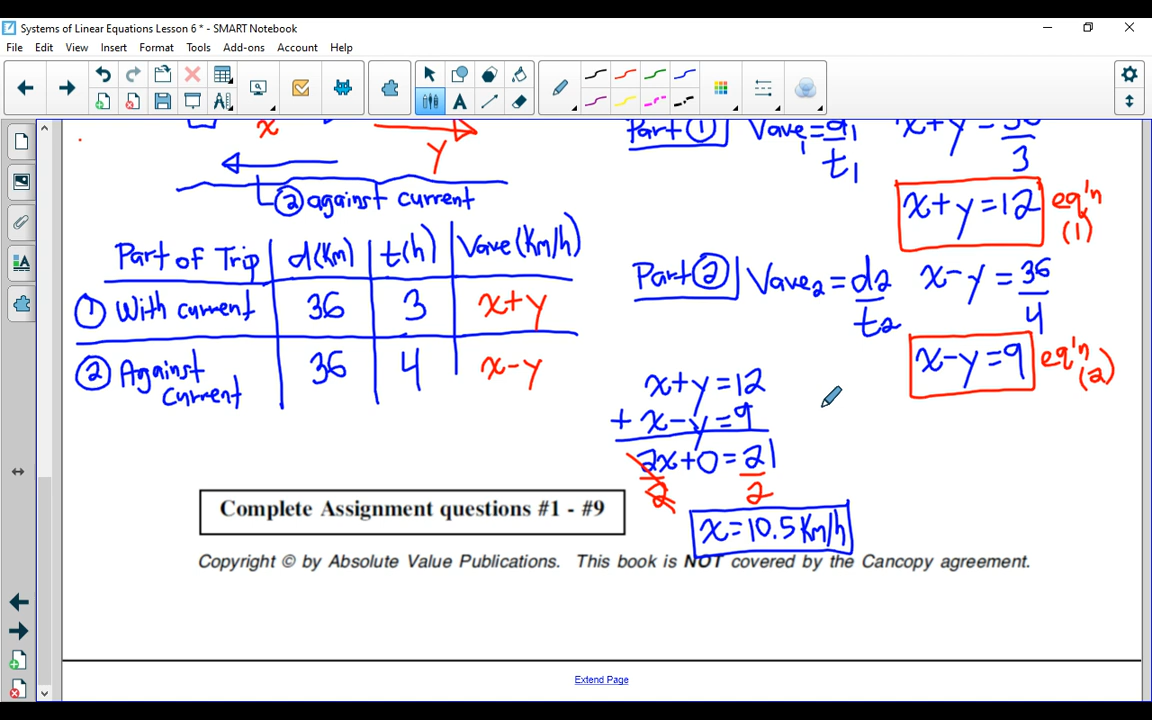 Systems of Linear Equations Lesson 6 * - SMART Notebook
File Edit View Insert Format Tools Add-ons Account Help
x
y
② against current
Part of Trip d(Km) t(h) Vave(Km/h)
① With current 36 3 x+y
② Against current 36 4 x-y
Part ① Vave1 = d1/t1 x+y = 36/3
x+y=12 eq'n (1)
Part ② Vave2 = d2/t2 x-y = 36/4
x-y=9 eq'n (2)
x+y=12
+ x-y=9
2x+0=21
2 2
x=10.5Km/h
Complete Assignment questions #1 - #9
Copyright © by Absolute Value Publications. This book is NOT covered by the Cancopy agreement.
Extend Page